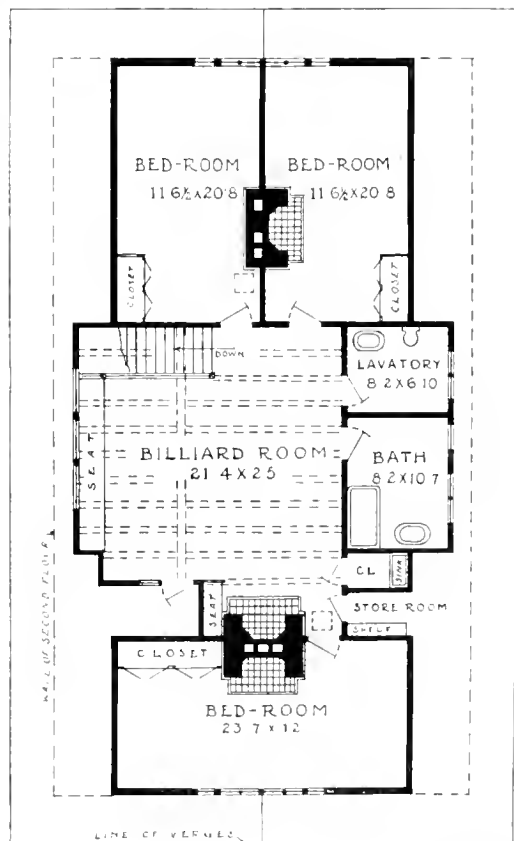 BED-ROOM
11 6½ X 20·8
BED-ROOM
11 6½ X 20 8
CLOSET
CLOSET
DOWN
LAVATORY
8 2 X 6 10
SEAT
BILLIARD ROOM
21 4 X 25
BATH
8 2 X 10 7
CL
SINK
SEAT
STORE ROOM
SHELF
CLOSET
BED-ROOM
23 7 X 12
WALL OF SECOND FLOOR
LINE OF VERGES